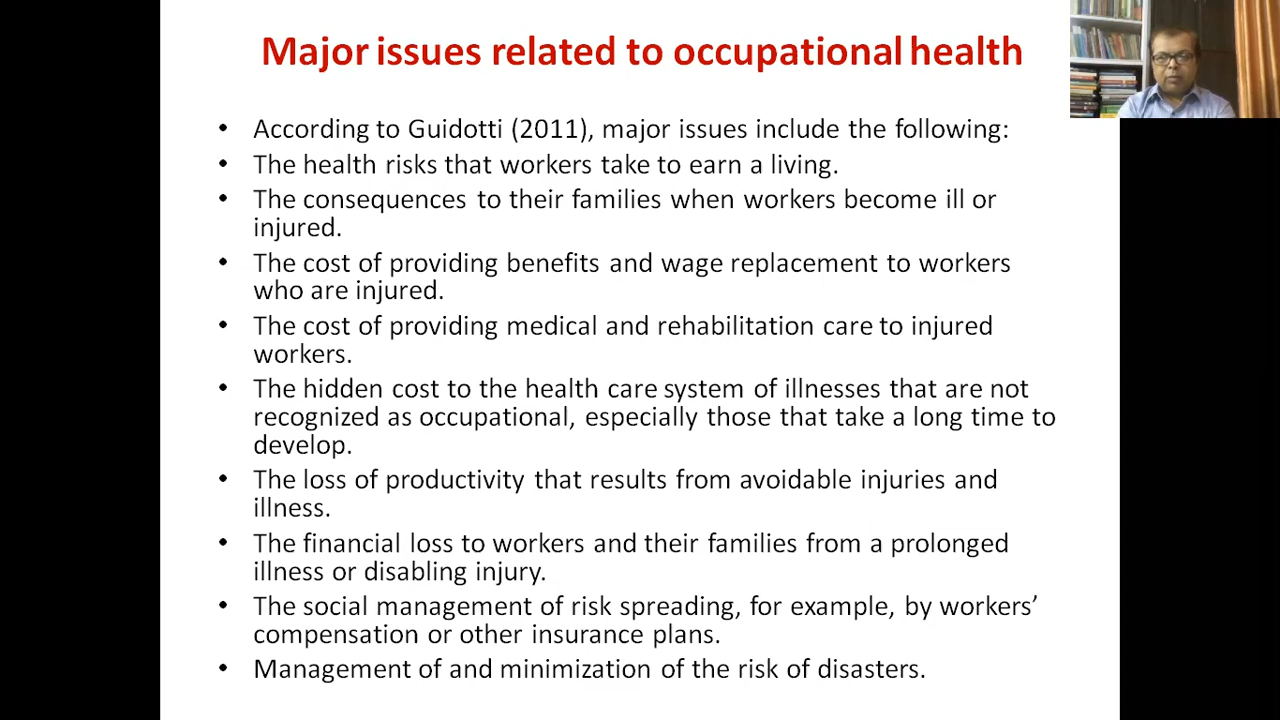 Major issues related to occupational health
• According to Guidotti (2011), major issues include the following:
• The health risks that workers take to earn a living.
• The consequences to their families when workers become ill or
injured.
• The cost of providing benefits and wage replacement to workers
who are injured.
• The cost of providing medical and rehabilitation care to injured
workers.
• The hidden cost to the health care system of illnesses that are not
recognized as occupational, especially those that take a long time to
develop.
• The loss of productivity that results from avoidable injuries and
illness.
• The financial loss to workers and their families from a prolonged
illness or disabling injury.
• The social management of risk spreading, for example, by workers’
compensation or other insurance plans.
• Management of and minimization of the risk of disasters.